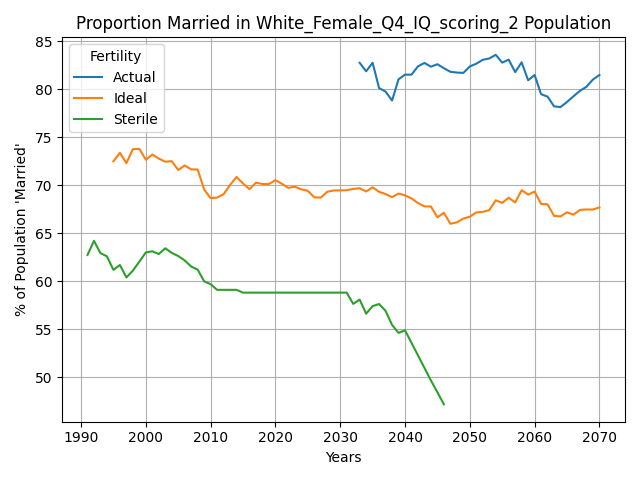 Proportion Married in White_Female_Q4_IQ_scoring_2 Population
% of Population 'Married'
85
80
75
70
65
60
55
50
Fertility
Actual
Ideal
Sterile
1990 2000 2010 2020 2030 2040 2050 2060 2070
Years